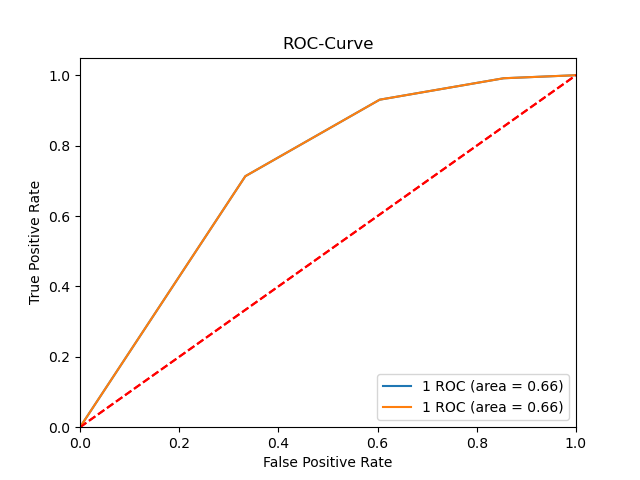 ROC-Curve
1.0
0.8
0.6
0.4
0.2
0.0
True Positive Rate
1 ROC (area = 0.66)
1 ROC (area = 0.66)
0.0 0.2 0.4 0.6 0.8 1.0
False Positive Rate